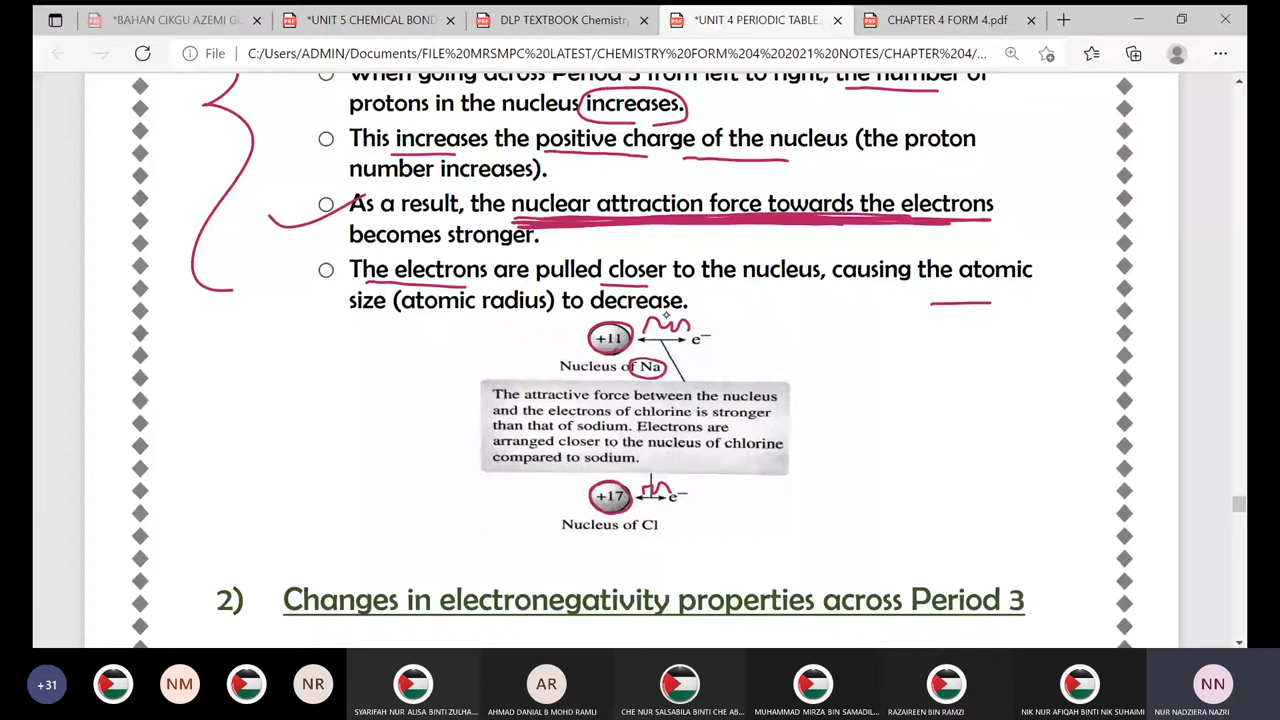 *BAHAN CIKGU AZEMI G
*UNIT 5 CHEMICAL BOND
DLP TEXTBOOK Chemistry
*UNIT 4 PERIODIC TABLE
CHAPTER 4 FORM 4.pdf
File
C:/Users/ADMIN/Documents/FILE%20MRSMPC%20LATEST/CHEMISTRY%20FORM%204%202021%20NOTES/CHAPTER%204/...
When going across Period 3 from left to right, the number of
protons in the nucleus increases.
This increases the positive charge of the nucleus (the proton
number increases).
As a result, the nuclear attraction force towards the electrons
becomes stronger.
The electrons are pulled closer to the nucleus, causing the atomic
size (atomic radius) to decrease.
+11 e⁻
Nucleus of Na
The attractive force between the nucleus
and the electrons of chlorine is stronger
than that of sodium. Electrons are
arranged closer to the nucleus of chlorine
compared to sodium.
+17 e⁻
Nucleus of Cl
2) Changes in electronegativity properties across Period 3
+31 NM NR AR NN
SYARIFAH NUR ALISA BINTI ZULHA...
AHMAD DANIAL B MOHD RAMLI
CHE NUR SALSABILA BINTI CHE AB...
MUHAMMAD MIRZA BIN SAMADIL...
RAZAIREEN BIN RAMZI
NIK NUR AFIQAH BINTI NIK SUHAIMI
NUR NADZIERA NAZRI